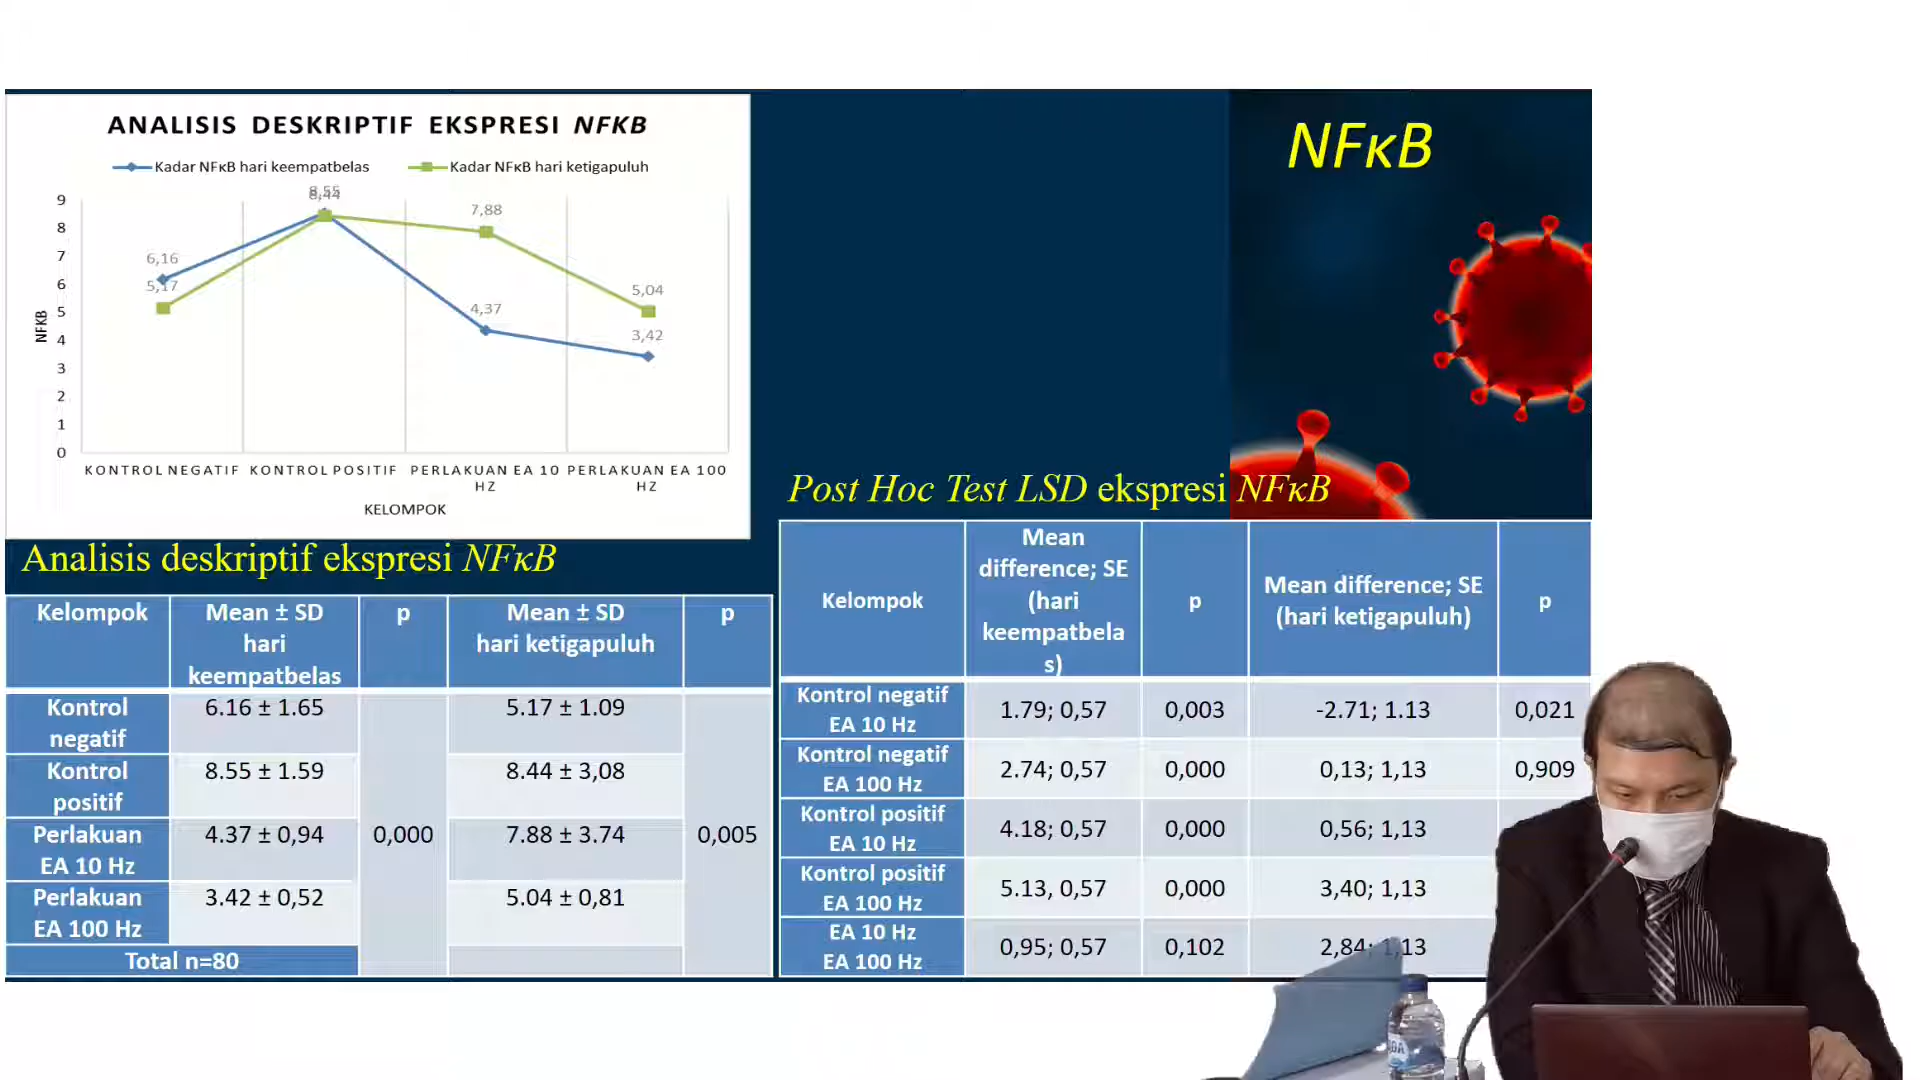 ANALISIS DESKRIPTIF EKSPRESI NFKB
Kadar NFκB hari keempatbelas
Kadar NFκB hari ketigapuluh
9
8
7
6
5
4
3
2
1
0
NFKB
6,16
5,17
8,55
8,44
7,88
4,37
5,04
3,42
KONTROL NEGATIF
KONTROL POSITIF
PERLAKUAN EA 10
HZ
PERLAKUAN EA 100
HZ
KELOMPOK
NFκB
Analisis deskriptif ekspresi NFκB
Kelompok
Mean ± SD
hari
keempatbelas
p
Mean ± SD
hari ketigapuluh
p
Kontrol
negatif
6.16 ± 1.65
5.17 ± 1.09
Kontrol
positif
8.55 ± 1.59
8.44 ± 3,08
Perlakuan
EA 10 Hz
4.37 ± 0,94
0,000
7.88 ± 3.74
0,005
Perlakuan
EA 100 Hz
3.42 ± 0,52
5.04 ± 0,81
Total n=80
Post Hoc Test LSD ekspresi NFκB
Kelompok
Mean
difference; SE
(hari
keempatbela
s)
p
Mean difference; SE
(hari ketigapuluh)
p
Kontrol negatif
EA 10 Hz
1.79; 0,57
0,003
-2.71; 1.13
0,021
Kontrol negatif
EA 100 Hz
2.74; 0,57
0,000
0,13; 1,13
0,909
Kontrol positif
EA 10 Hz
4.18; 0,57
0,000
0,56; 1,13
Kontrol positif
EA 100 Hz
5.13, 0,57
0,000
3,40; 1,13
EA 10 Hz
EA 100 Hz
0,95; 0,57
0,102
2,84; 1,13